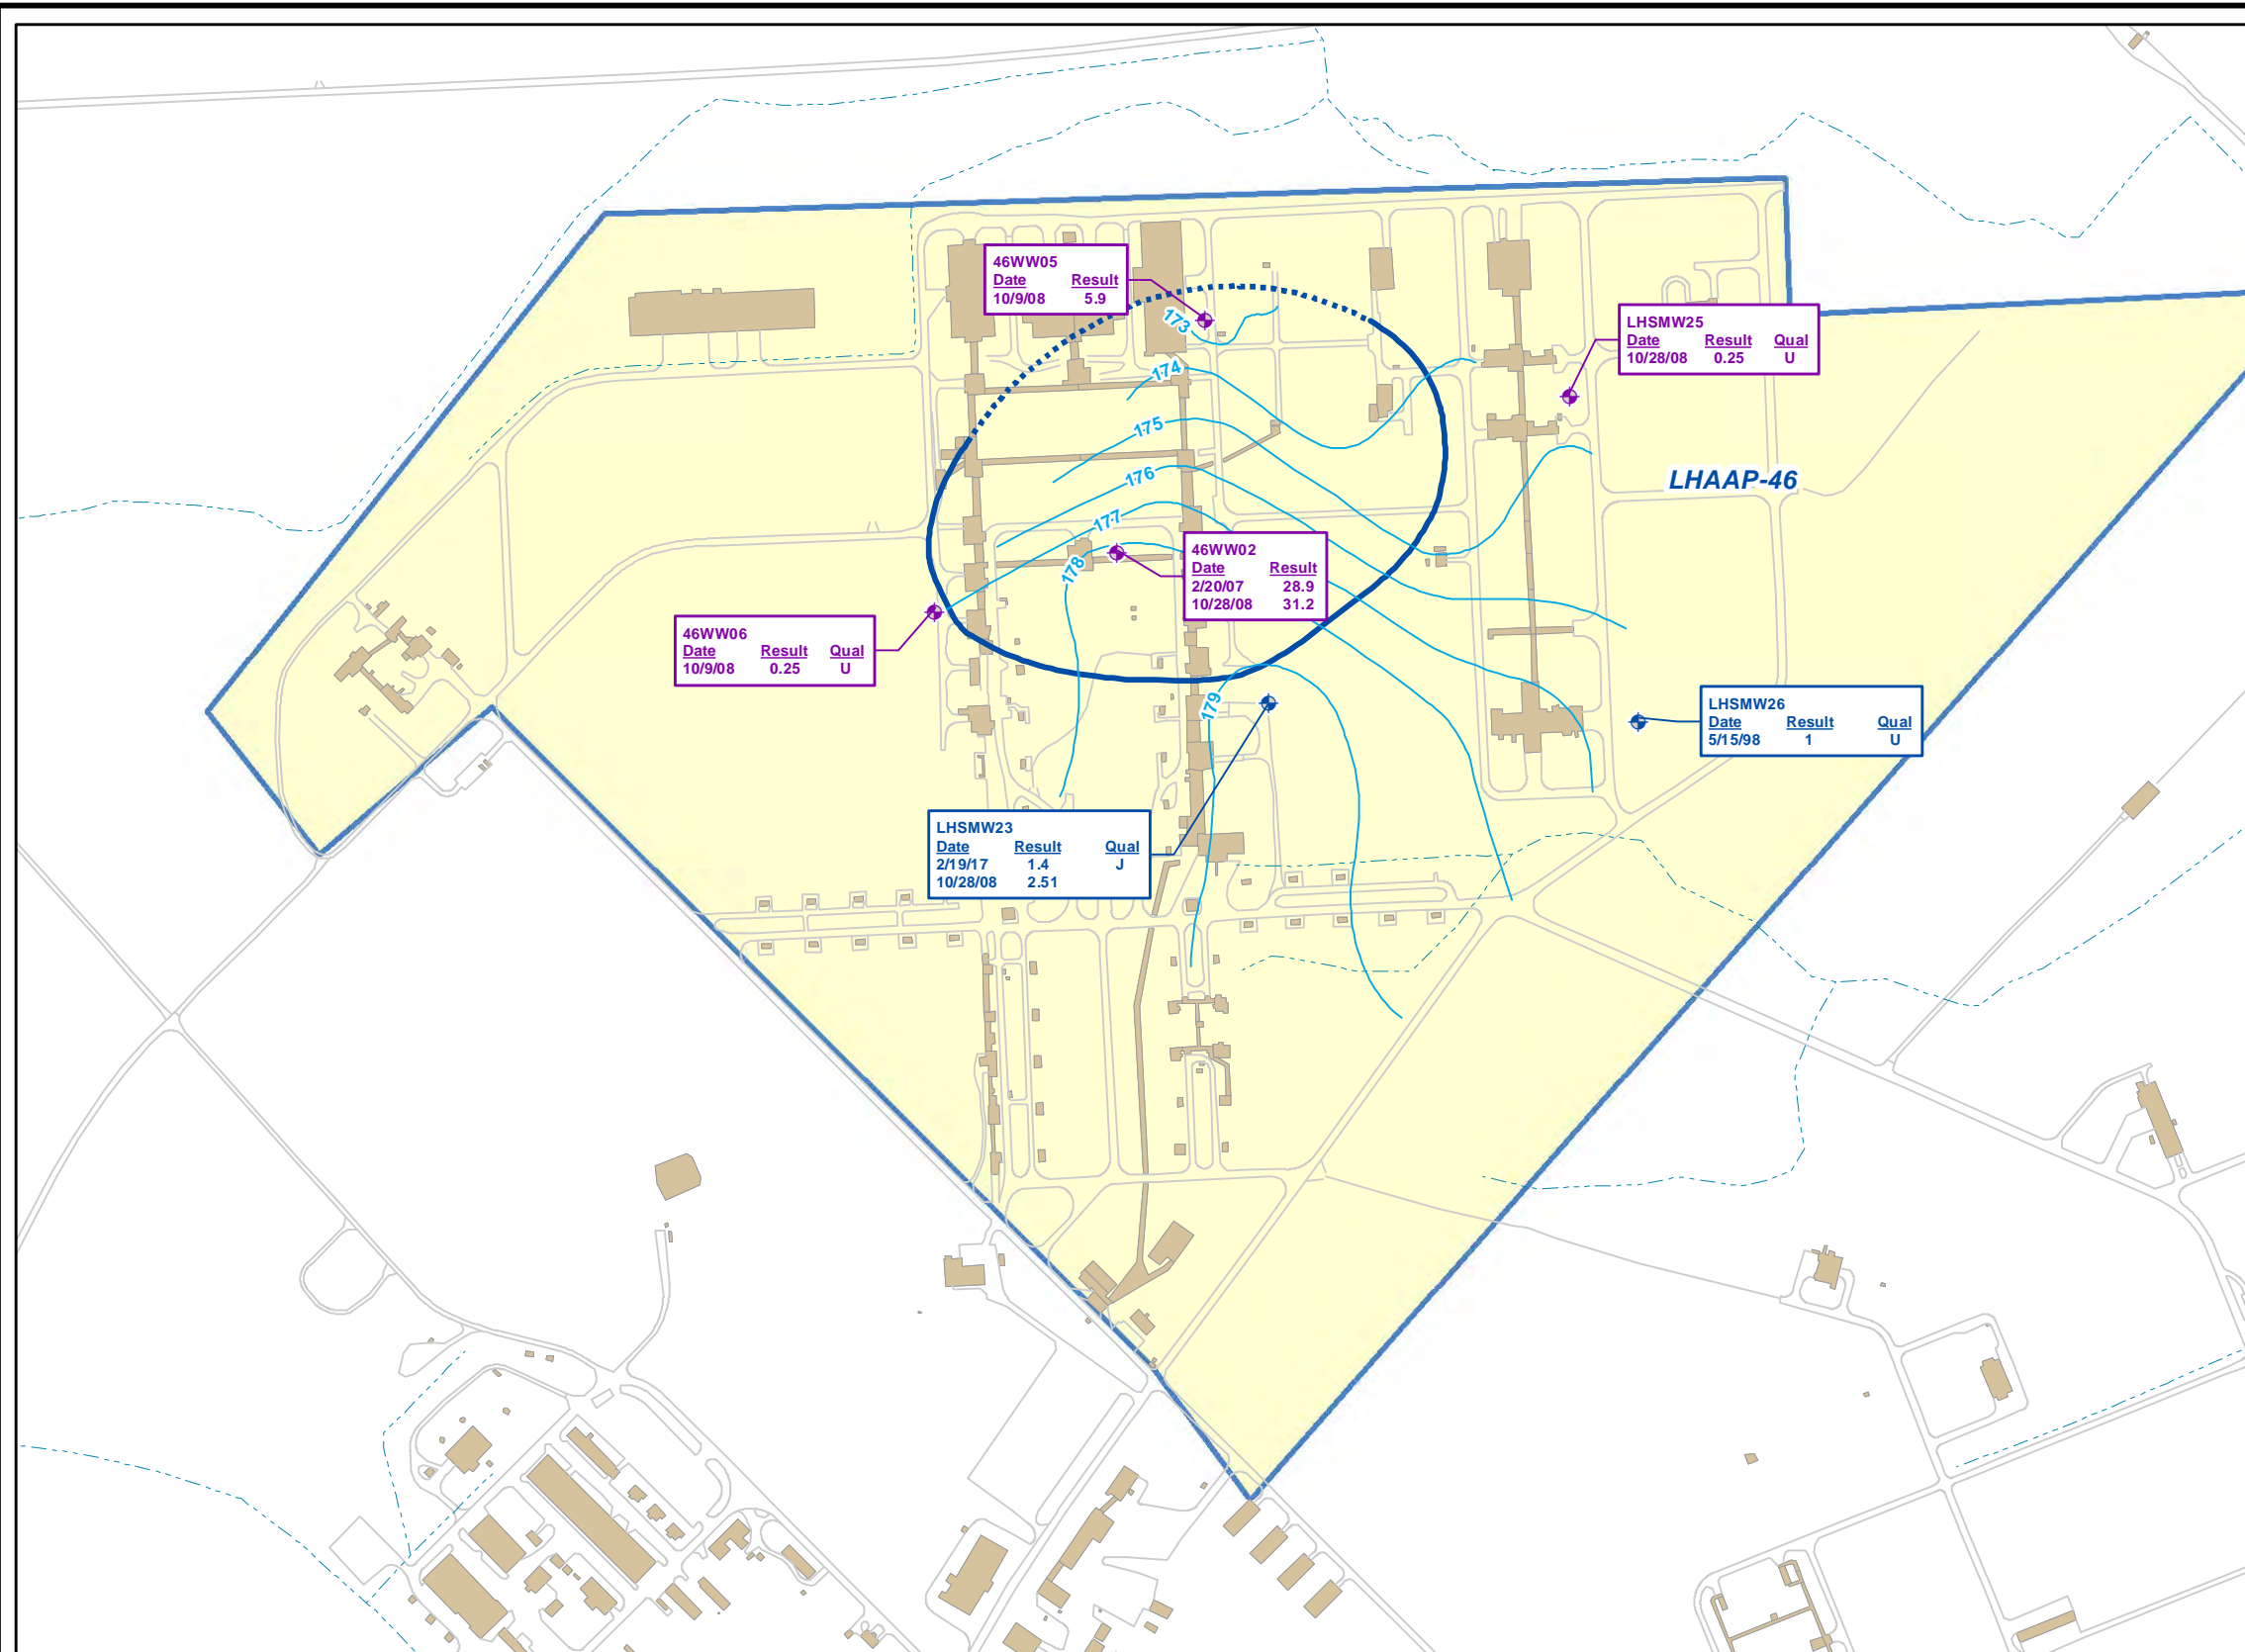 46WW05
Date Result
10/9/08 5.9
LHSMW25
Date Result Qual
10/28/08 0.25 U
173
174
175
176
177
178
179
LHAAP-46
46WW02
Date Result
2/20/07 28.9
10/28/08 31.2
46WW06
Date Result Qual
10/9/08 0.25 U
LHSMW26
Date Result Qual
5/15/98 1 U
LHSMW23
Date Result Qual
2/19/17 1.4 J
10/28/08 2.51